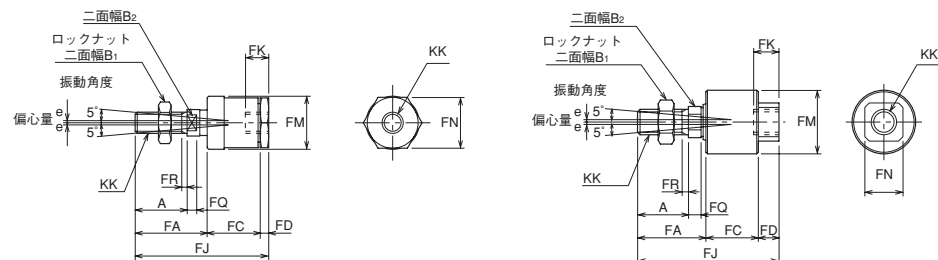 二面幅B₂
ロックナット
二面幅B₁
振動角度
偏心量
e
e
5°
5°
FK
KK
FM
FN
FR
KK
A
FQ
FA
FC
FD
FJ
二面幅B₂
ロックナット
二面幅B₁
振動角度
偏心量
e
e
5°
5°
FK
KK
FM
FN
FR
KK
A
FQ
FA
FC
FD
FJ